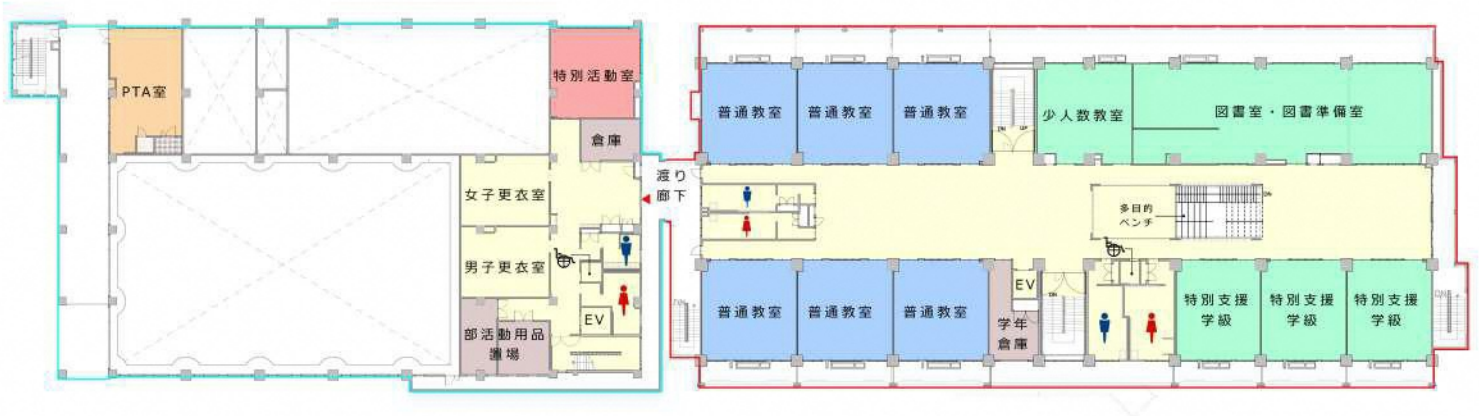 PTA室
特別活動室
倉庫
女子更衣室
男子更衣室
EV
部活動用品
置場
渡り
廊下
普通教室
普通教室
普通教室
DN
UP
少人数教室
図書室・図書準備室
多目的
ベンチ
DN
普通教室
普通教室
普通教室
学年
倉庫
EV
DN
特別支援
学級
特別支援
学級
特別支援
学級